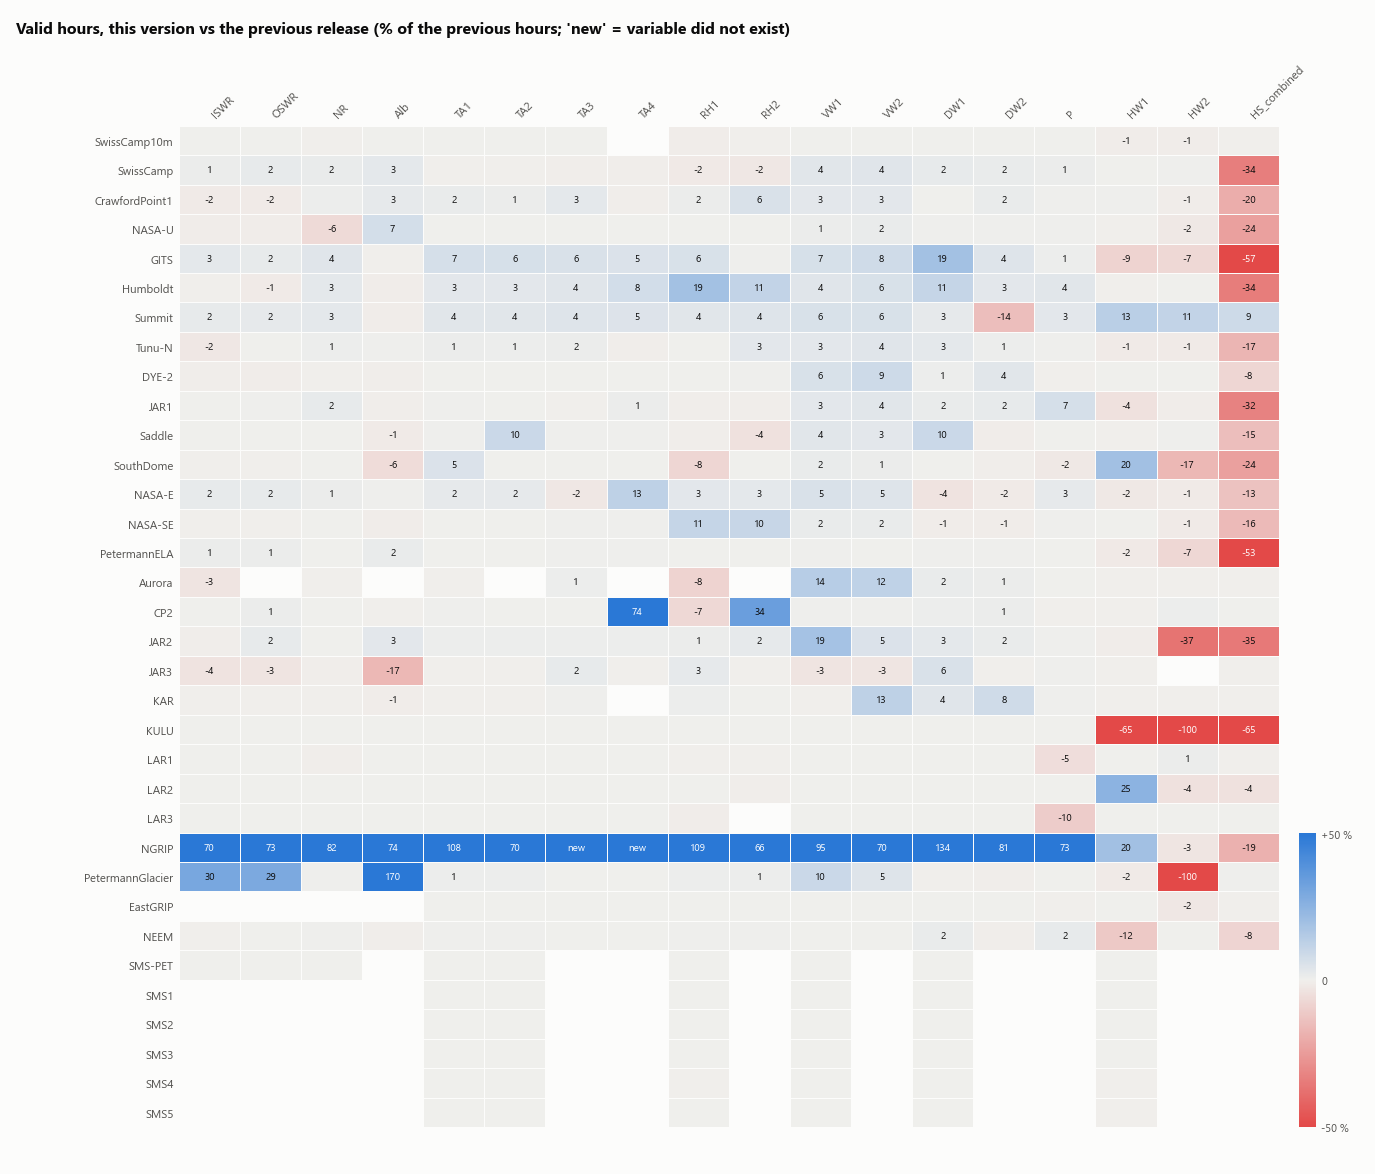 Valid hours, this version vs the previous release (% of the previous hours; 'new' = variable did not exist)
ISWR OSWR NR Alb TA1 TA2 TA3 TA4 RH1 RH2 VW1 VW2 DW1 DW2 P HW1 HW2 HS_combined
SwissCamp10m -1 -1
SwissCamp 1 2 2 3 -2 -2 4 4 2 2 1 -34
CrawfordPoint1 -2 -2 3 2 1 3 2 6 3 3 2 -1 -20
NASA-U -6 7 1 2 -2 -24
GITS 3 2 4 7 6 6 5 6 7 8 19 4 1 -9 -7 -57
Humboldt -1 3 3 3 4 8 19 11 4 6 11 3 4 -34
Summit 2 2 3 4 4 4 5 4 4 6 6 3 -14 3 13 11 9
Tunu-N -2 1 1 1 2 3 3 4 3 1 -1 -1 -17
DYE-2 6 9 1 4 -8
JAR1 2 1 3 4 2 2 7 -4 -32
Saddle -1 10 -4 4 3 10 -15
SouthDome -6 5 -8 2 1 -2 20 -17 -24
NASA-E 2 2 1 2 2 -2 13 3 3 5 5 -4 -2 3 -2 -1 -13
NASA-SE 11 10 2 2 -1 -1 -1 -16
PetermannELA 1 1 2 -2 -7 -53
Aurora -3 1 -8 14 12 2 1
CP2 1 74 -7 34 1
JAR2 2 3 1 2 19 5 3 2 -37 -35
JAR3 -4 -3 -17 2 3 -3 -3 6
KAR -1 13 4 8
KULU -65 -100 -65
LAR1 -5 1
LAR2 25 -4 -4
LAR3 -10
NGRIP 70 73 82 74 108 70 new new 109 66 95 70 134 81 73 20 -3 -19
PetermannGlacier 30 29 170 1 1 10 5 -2 -100
EastGRIP -2
NEEM 2 2 -12 -8
SMS-PET
SMS1
SMS2
SMS3
SMS4
SMS5
+50 %
0
-50 %